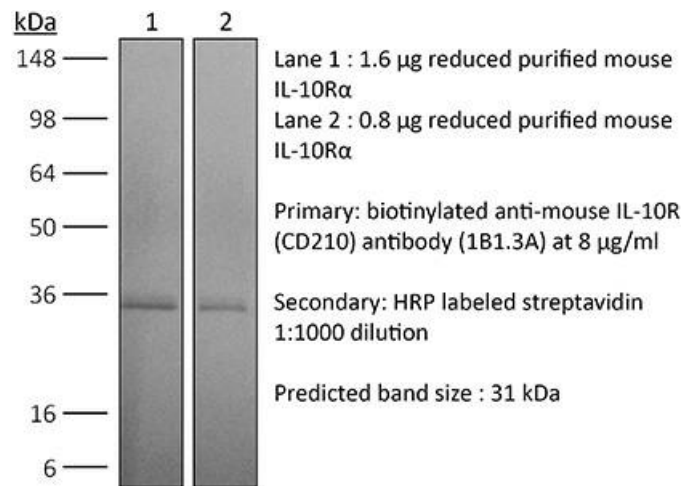 kDa
1 2
148
98
64
50
36
16
6
Lane 1 : 1.6 µg reduced purified mouse
IL-10Rα
Lane 2 : 0.8 µg reduced purified mouse
IL-10Rα
Primary: biotinylated anti-mouse IL-10R
(CD210) antibody (1B1.3A) at 8 µg/ml
Secondary: HRP labeled streptavidin
1:1000 dilution
Predicted band size : 31 kDa